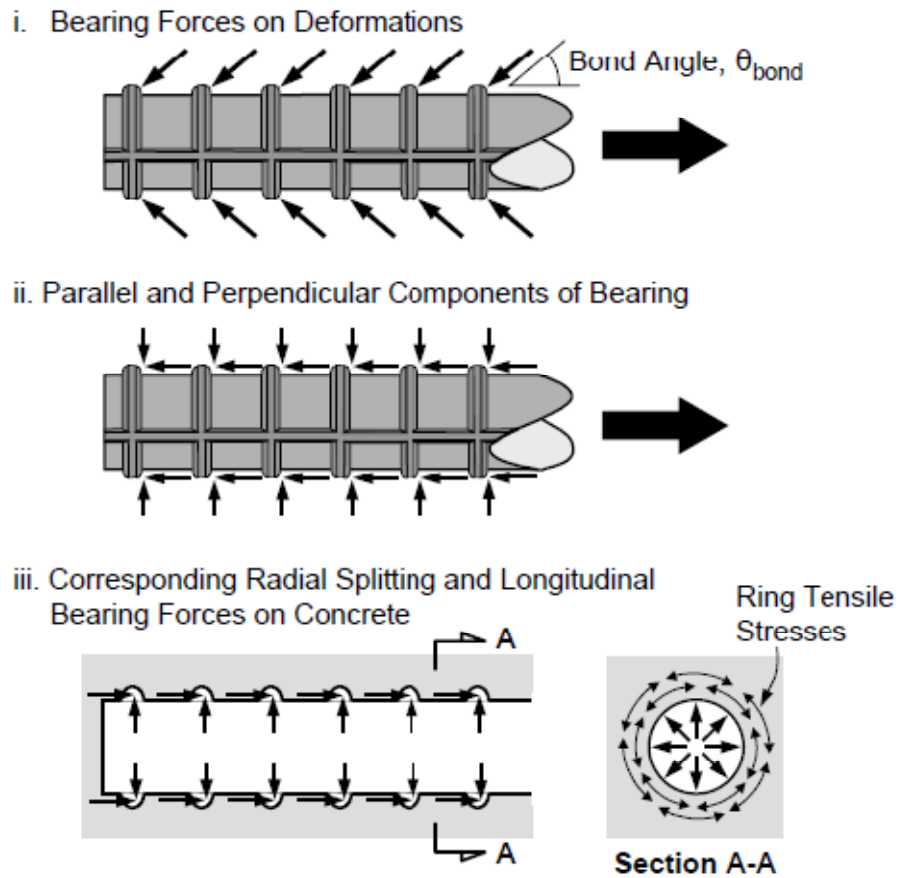 i. Bearing Forces on Deformations
Bond Angle, θbond
ii. Parallel and Perpendicular Components of Bearing
iii. Corresponding Radial Splitting and Longitudinal
Bearing Forces on Concrete
Ring Tensile
Stresses
A
A
Section A-A